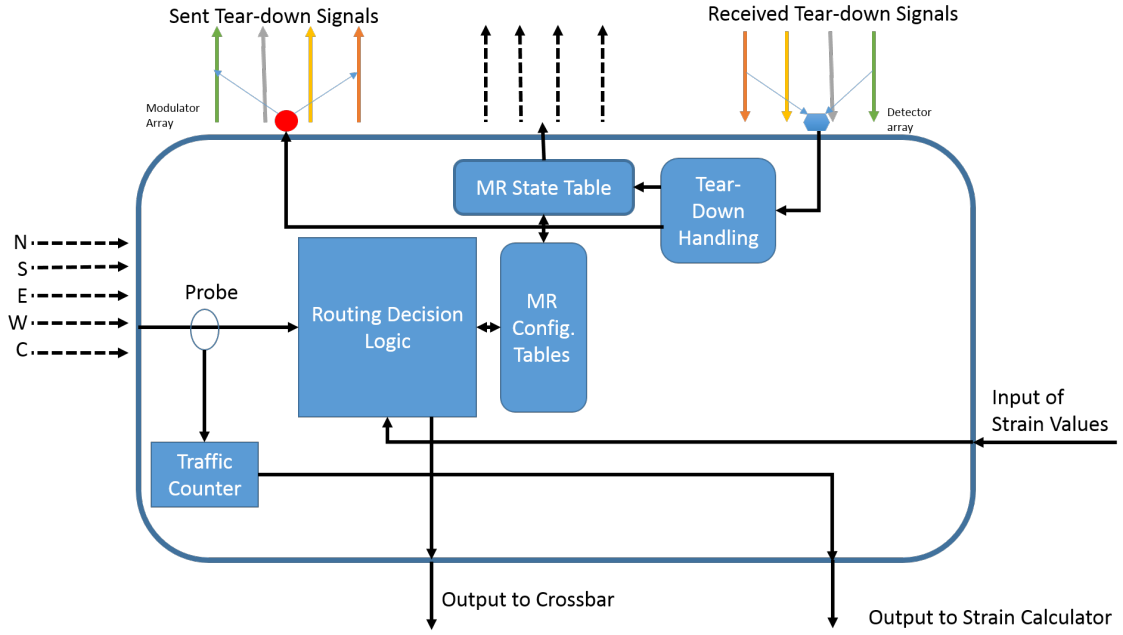 Sent Tear-down Signals
Received Tear-down Signals
Modulator
Array
Detector
array
MR State Table
Tear-
Down
Handling
N
S
E
W
C
Probe
Routing Decision
Logic
MR
Config.
Tables
Input of
Strain Values
Traffic
Counter
Output to Crossbar
Output to Strain Calculator